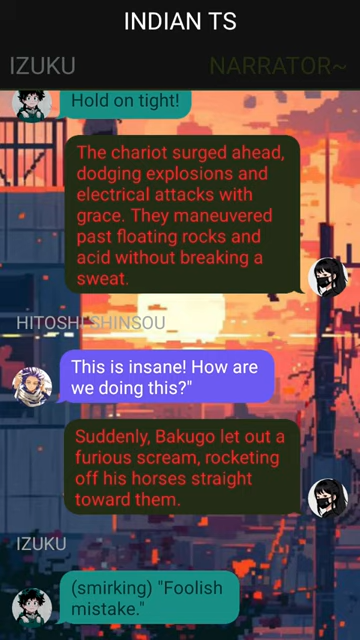 INDIAN TS
IZUKU
NARRATOR~
Hold on tight!
The chariot surged ahead,
dodging explosions and
electrical attacks with
grace. They maneuvered
past floating rocks and
acid without breaking a
sweat.
HITOSHI SHINSOU
This is insane! How are
we doing this?"
Suddenly, Bakugo let out a
furious scream, rocketing
off his horses straight
toward them.
IZUKU
(smirking) "Foolish
mistake."